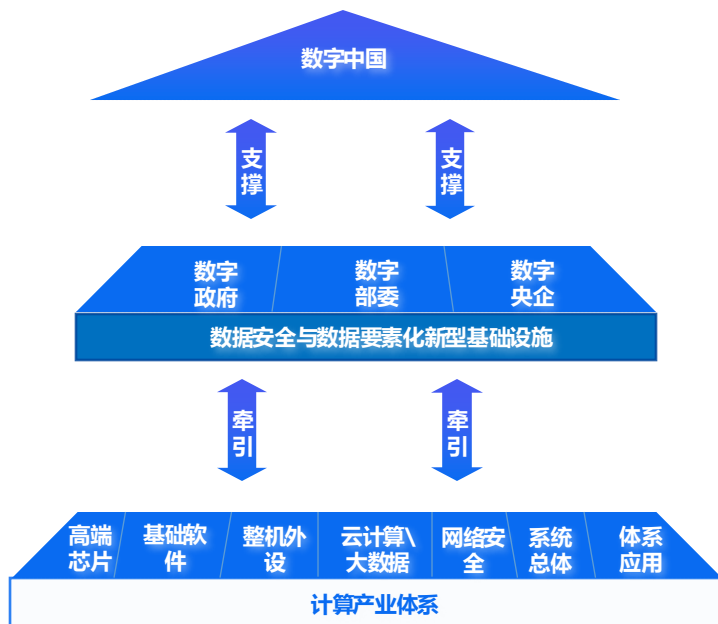 数字中国
支撑
支撑
数字
政府
数字
部委
数字
央企
数据安全与数据要素化新型基础设施
牵引
牵引
高端
芯片
基础软
件
整机外
设
云计算\
大数据
网络安
全
系统
总体
体系
应用
计算产业体系